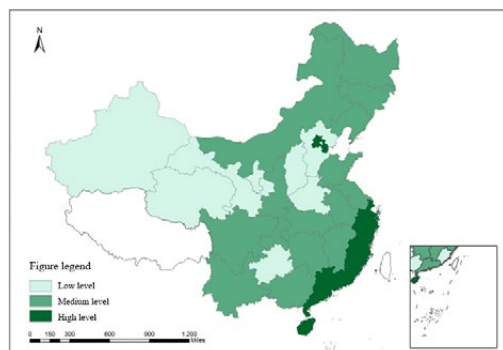 N
Figure legend
Low level
Medium level
High level
0 150 300 600 900 1,200
Miles